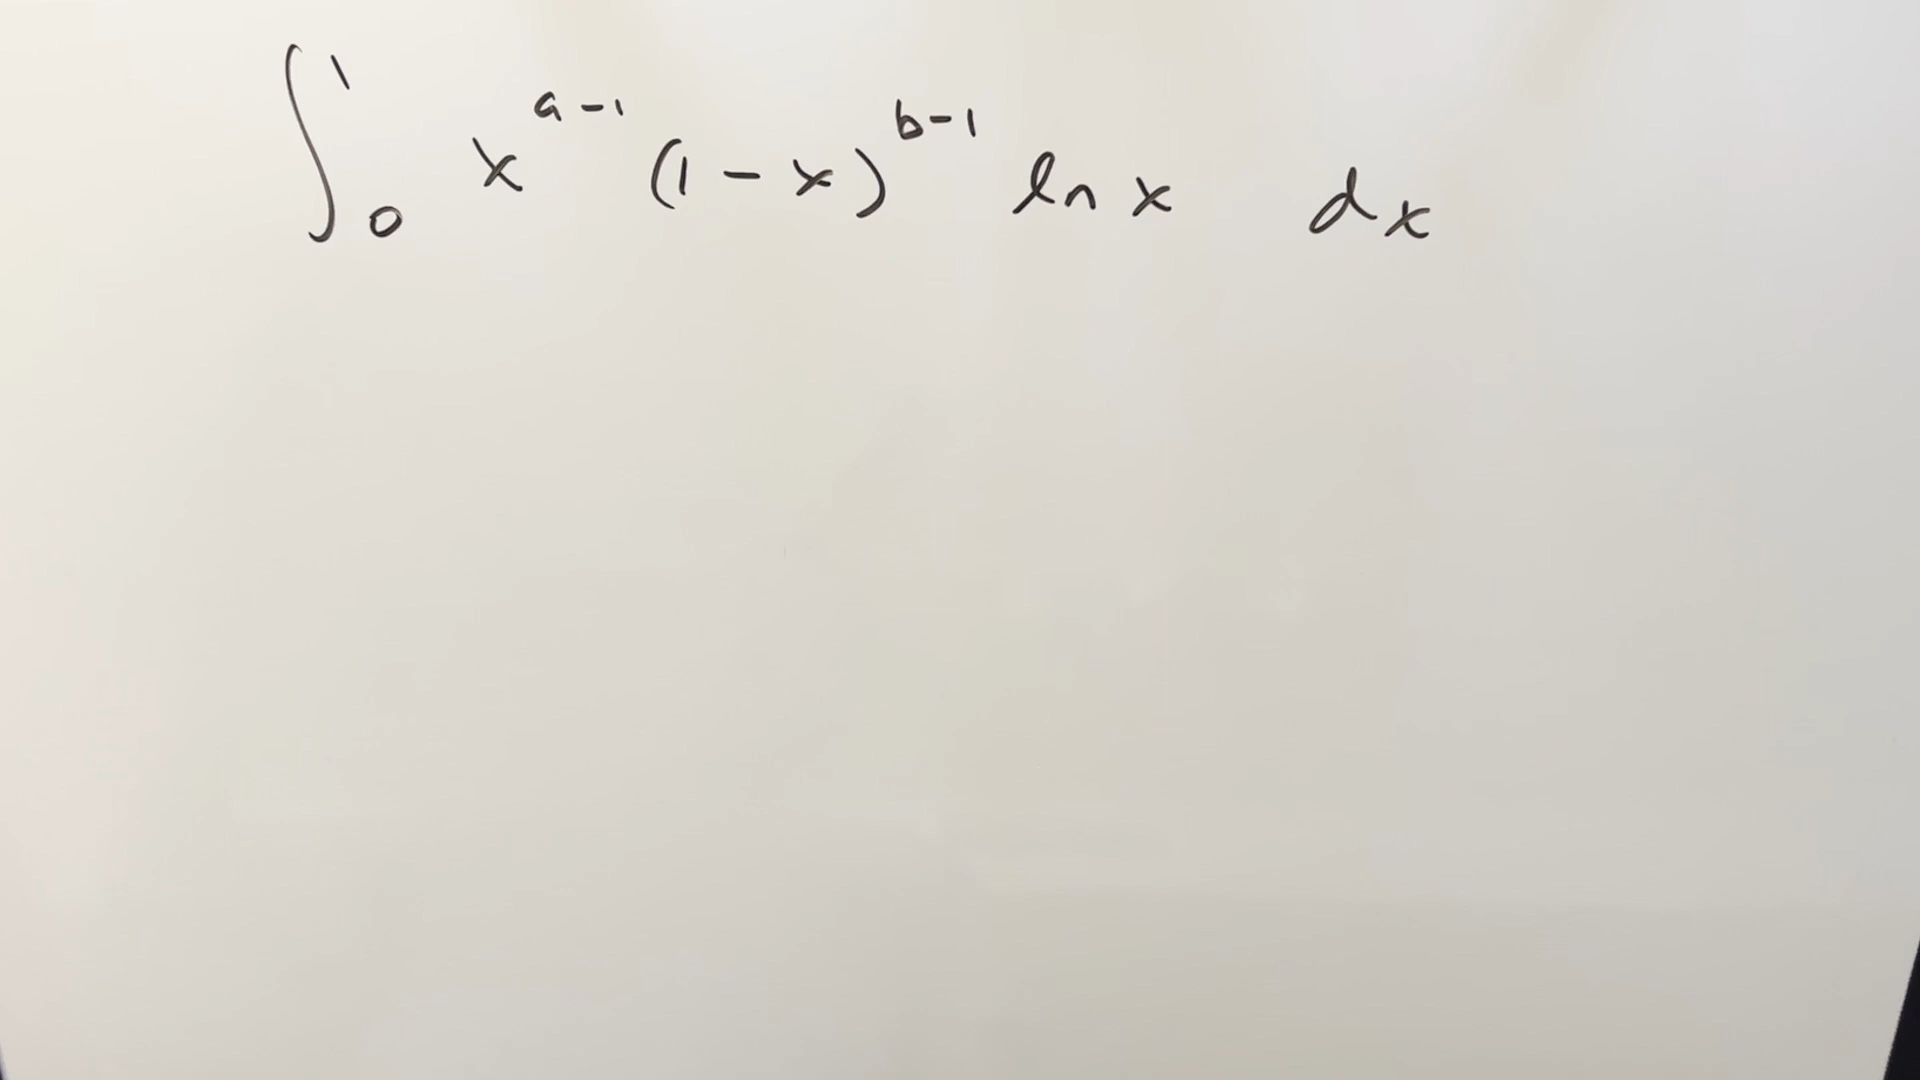 ∫₀¹ x^{a-1} (1-x)^{b-1} ln x dx